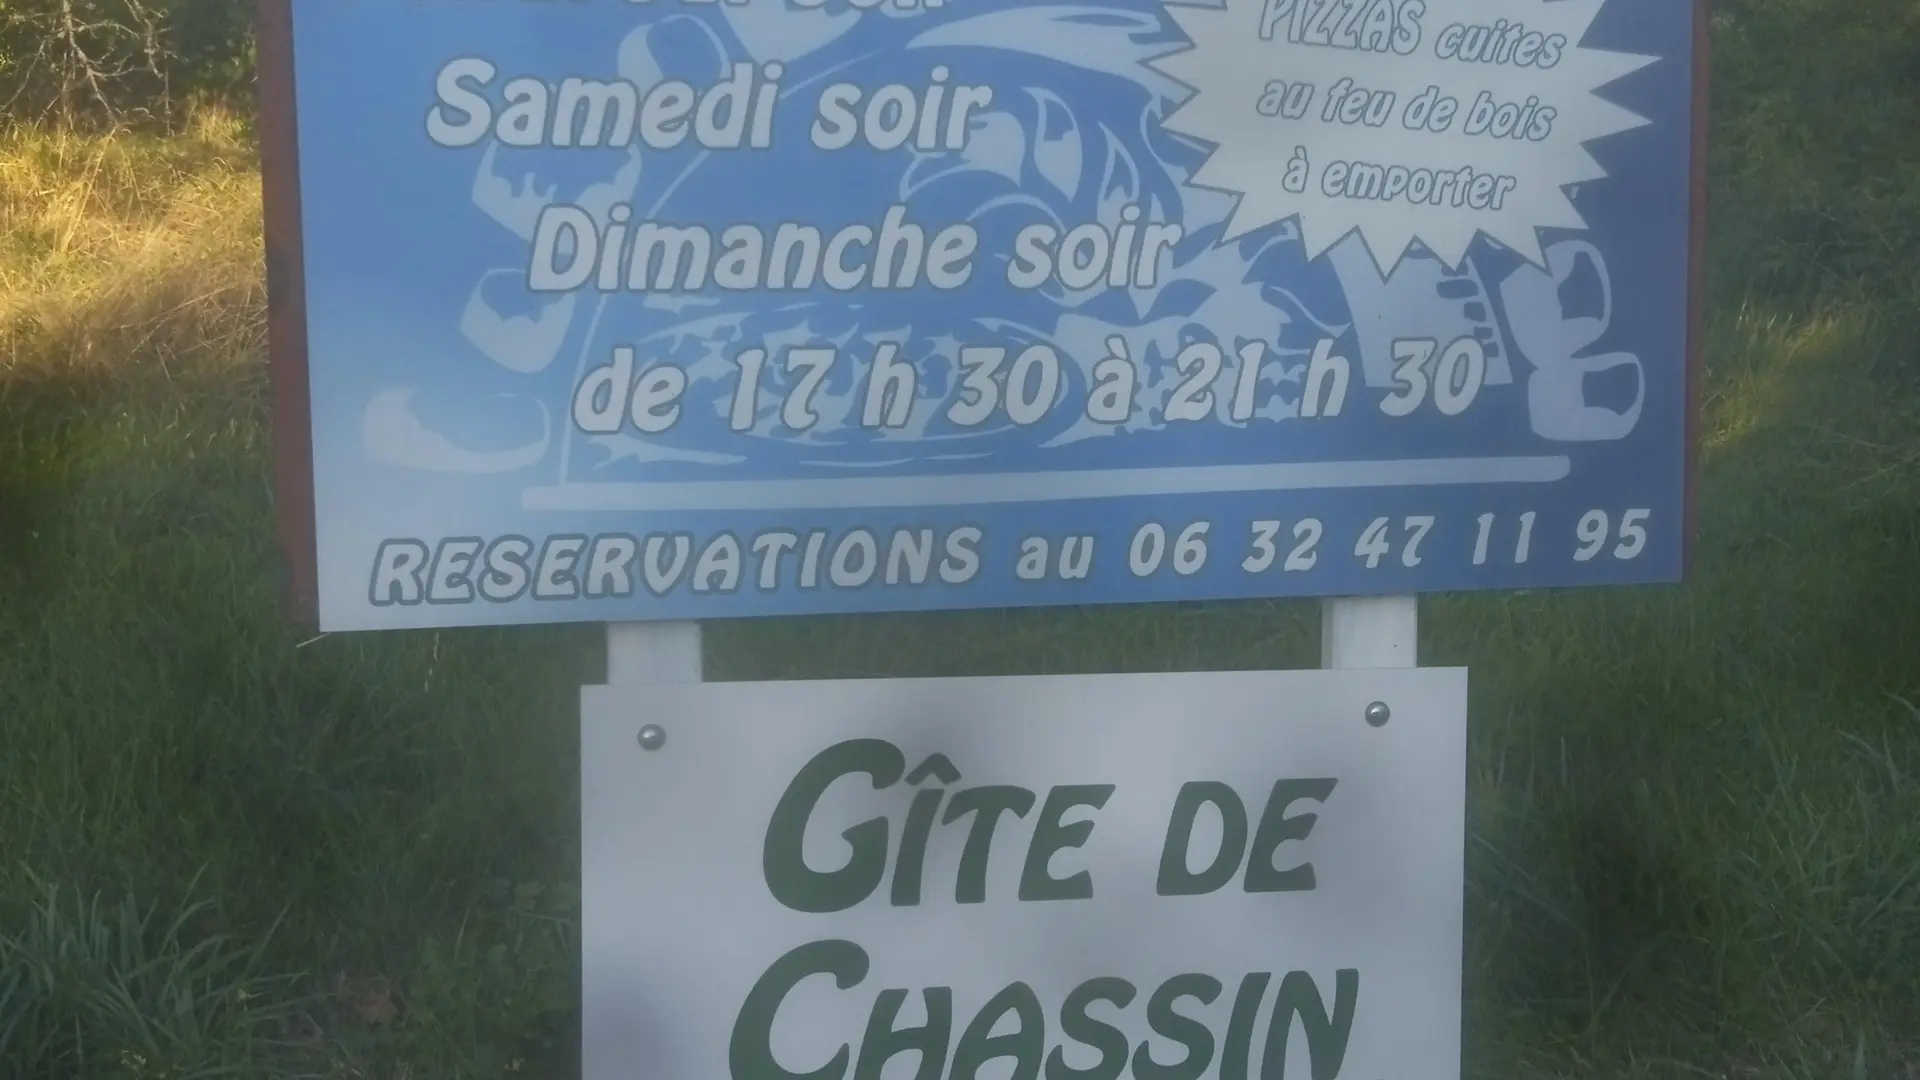 Samedi soir
Dimanche soir
de 17 h 30 à 21 h 30
PIZZAS cuites
au feu de bois
à emporter
RESERVATIONS au 06 32 47 11 95
GÎTE DE
CHASSIN